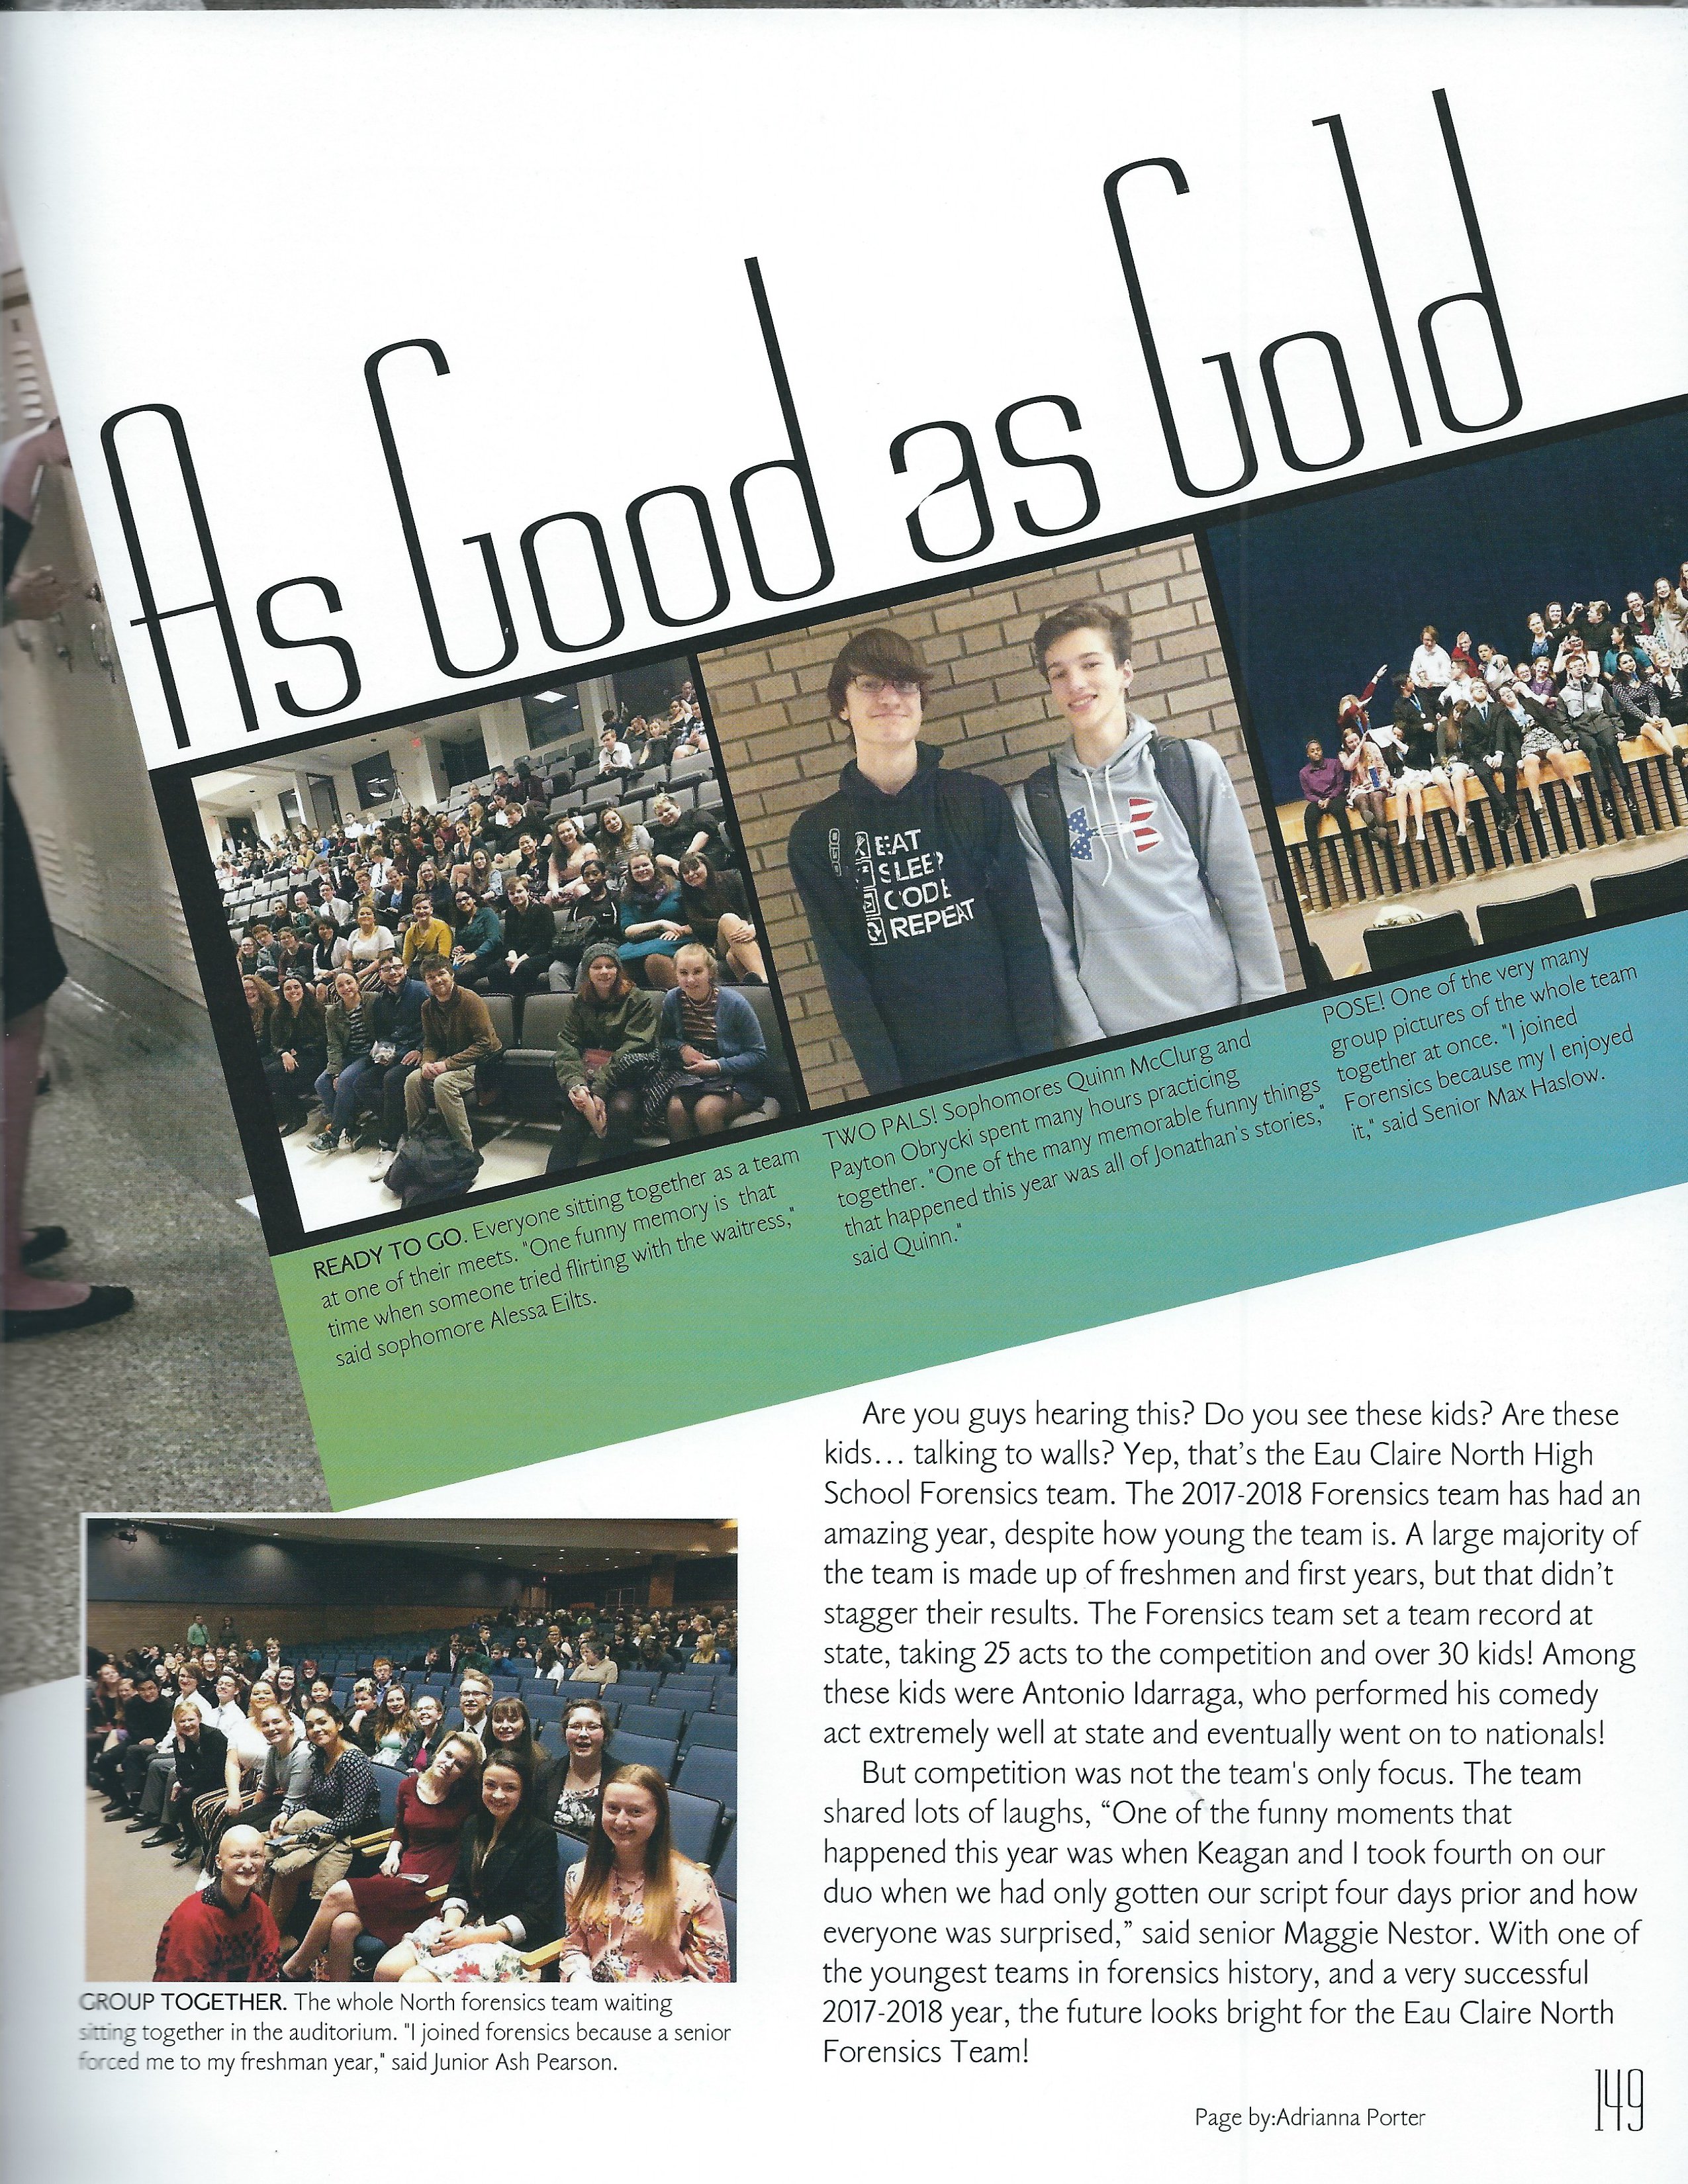 As Good as Gold
EAT
SLEEP
CODE
REPEAT
READY TO GO. Everyone sitting together as a team
at one of their meets. "One funny memory is that
time when someone tried flirting with the waitress,"
said sophomore Alessa Eilts.
TWO PALS! Sophomores Quinn McClurg and
Payton Obrycki spent many hours practicing
together. "One of the many memorable funny things
that happened this year was all of Jonathan's stories,"
said Quinn."
POSE! One of the very many
group pictures of the whole team
together at once. "I joined
Forensics because my I enjoyed
it," said Senior Max Haslow.
Are you guys hearing this? Do you see these kids? Are these
kids... talking to walls? Yep, that's the Eau Claire North High
School Forensics team. The 2017-2018 Forensics team has had an
amazing year, despite how young the team is. A large majority of
the team is made up of freshmen and first years, but that didn't
stagger their results. The Forensics team set a team record at
state, taking 25 acts to the competition and over 30 kids! Among
these kids were Antonio Idarraga, who performed his comedy
act extremely well at state and eventually went on to nationals!
But competition was not the team's only focus. The team
shared lots of laughs, “One of the funny moments that
happened this year was when Keagan and I took fourth on our
duo when we had only gotten our script four days prior and how
everyone was surprised,” said senior Maggie Nestor. With one of
the youngest teams in forensics history, and a very successful
2017-2018 year, the future looks bright for the Eau Claire North
Forensics Team!
GROUP TOGETHER. The whole North forensics team waiting
sitting together in the auditorium. "I joined forensics because a senior
forced me to my freshman year," said Junior Ash Pearson.
Page by:Adrianna Porter
149